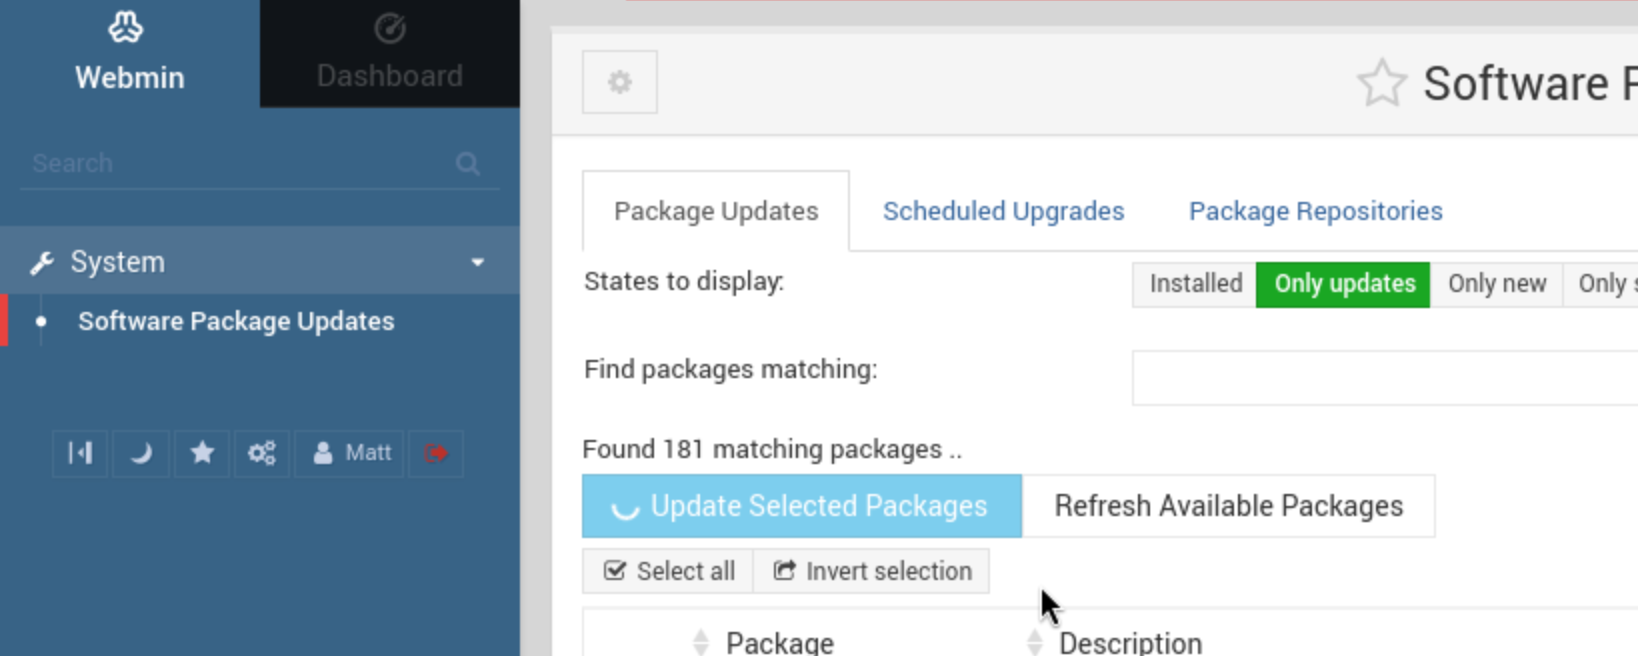 Webmin
Dashboard
Search
System
Software Package Updates
Matt
Software
Package Updates
Scheduled Upgrades
Package Repositories
States to display:
Installed
Only updates
Only new
Only
Find packages matching:
Found 181 matching packages ..
Update Selected Packages
Refresh Available Packages
Select all
Invert selection
Package
Description